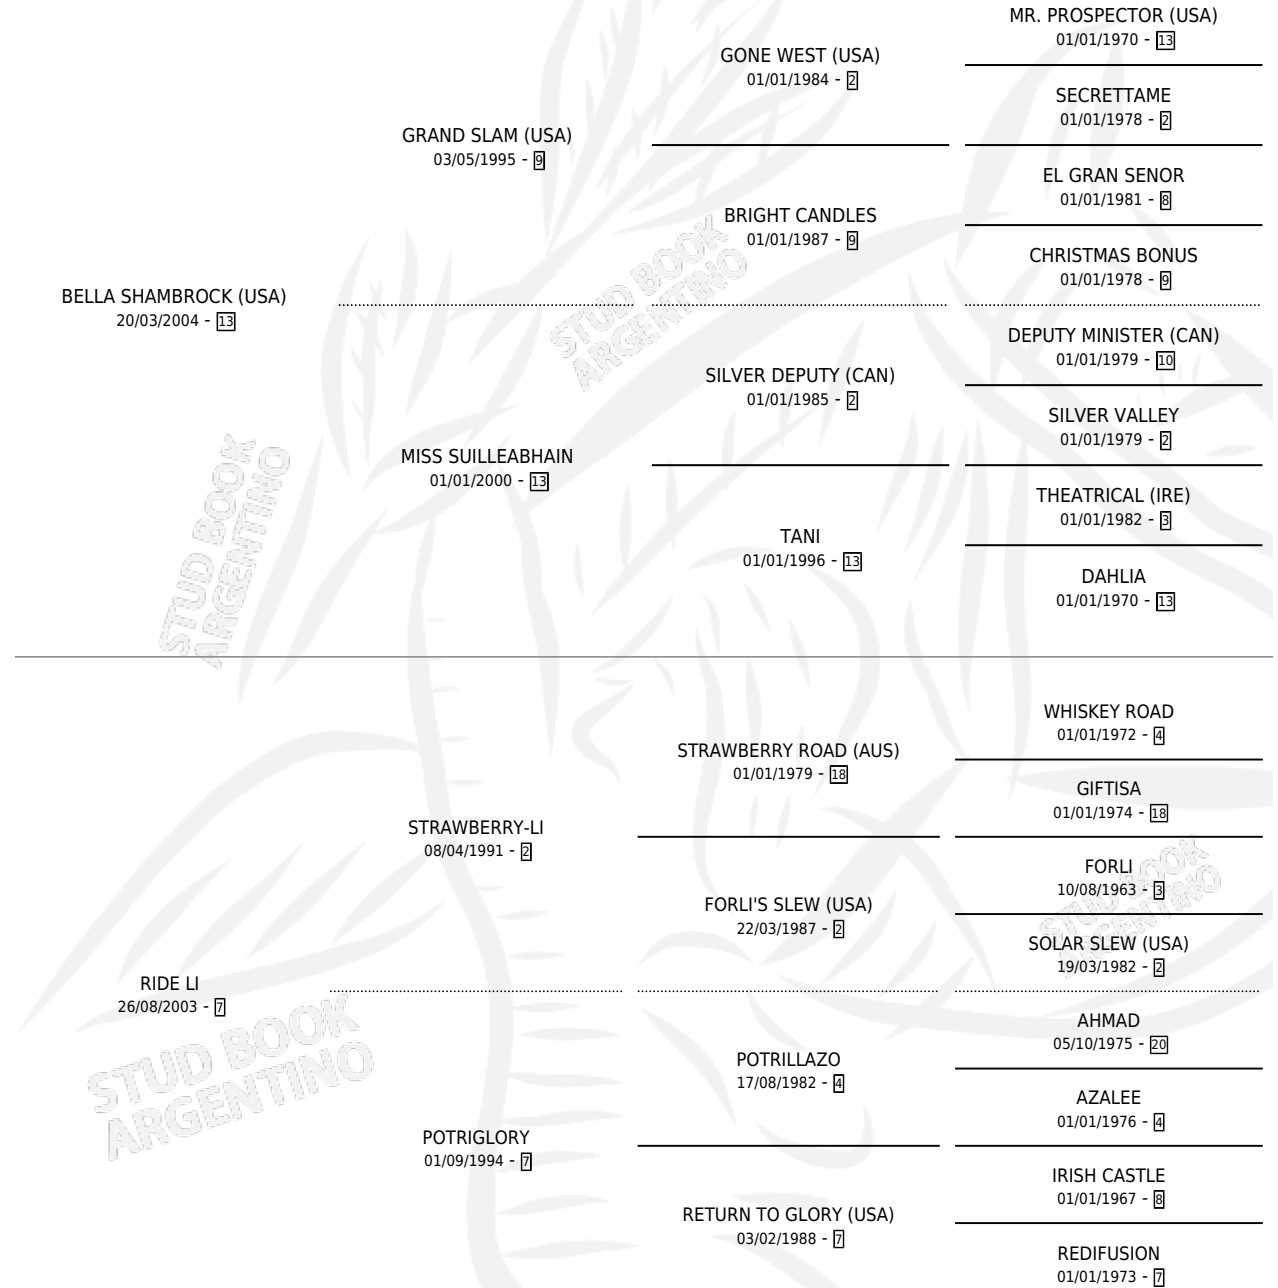 MR. PROSPECTOR (USA)
01/01/1970 - 13
GONE WEST (USA)
01/01/1984 - 2
SECRETTAME
01/01/1978 - 2
GRAND SLAM (USA)
03/05/1995 - 9
EL GRAN SENOR
01/01/1981 - 8
BRIGHT CANDLES
01/01/1987 - 9
CHRISTMAS BONUS
01/01/1978 - 9
BELLA SHAMBROCK (USA)
20/03/2004 - 13
DEPUTY MINISTER (CAN)
01/01/1979 - 10
SILVER DEPUTY (CAN)
01/01/1985 - 2
SILVER VALLEY
01/01/1979 - 2
MISS SUILLEABHAIN
01/01/2000 - 13
THEATRICAL (IRE)
01/01/1982 - 3
TANI
01/01/1996 - 13
DAHLIA
01/01/1970 - 13
STUD BOOK
ARGENTINO
STUD BOOK
ARGENTINO
WHISKEY ROAD
01/01/1972 - 4
STRAWBERRY ROAD (AUS)
01/01/1979 - 18
GIFTISA
01/01/1974 - 18
STRAWBERRY-LI
08/04/1991 - 2
FORLI
10/08/1963 - 3
FORLI'S SLEW (USA)
22/03/1987 - 2
SOLAR SLEW (USA)
19/03/1982 - 2
RIDE LI
26/08/2003 - 7
AHMAD
05/10/1975 - 20
POTRILLAZO
17/08/1982 - 4
AZALEE
01/01/1976 - 4
POTRIGLORY
01/09/1994 - 7
IRISH CASTLE
01/01/1967 - 8
RETURN TO GLORY (USA)
03/02/1988 - 7
REDIFUSION
01/01/1973 - 7
STUD BOOK
ARGENTINO
STUD BOOK
ARGENTINO